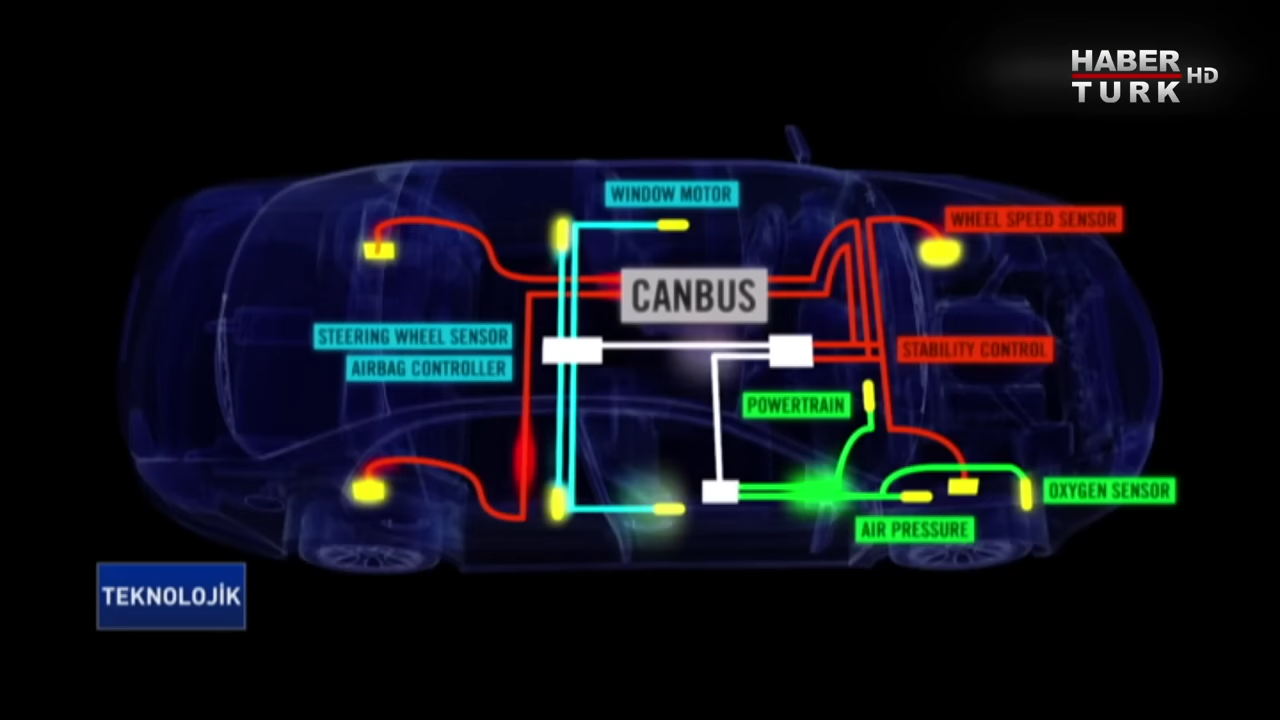 HABER
TURK HD
WINDOW MOTOR
WHEEL SPEED SENSOR
CANBUS
STEERING WHEEL SENSOR
AIRBAG CONTROLLER
STABILITY CONTROL
POWERTRAIN
OXYGEN SENSOR
AIR PRESSURE
TEKNOLOJİK